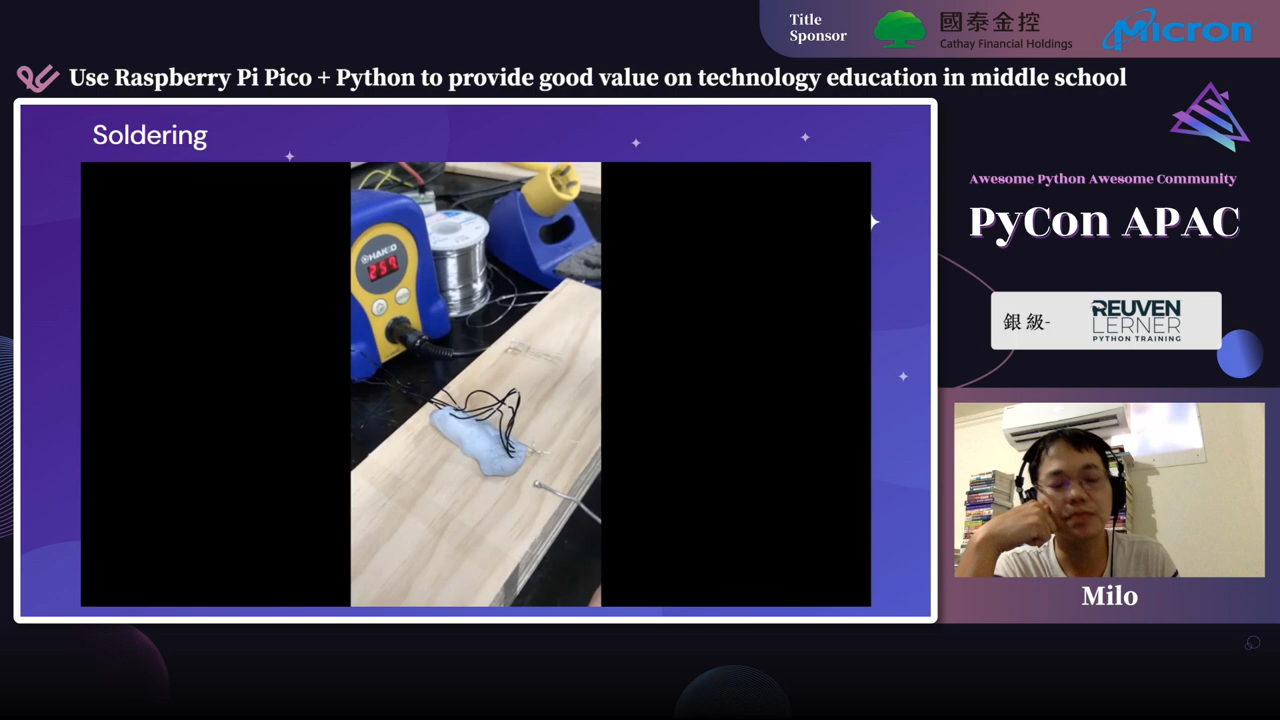 Title
Sponsor
國泰金控
Cathay Financial Holdings
Micron
Use Raspberry Pi Pico + Python to provide good value on technology education in middle school
Soldering
HAKKO
257
Awesome Python Awesome Community
PyCon APAC
銀級-
REUVEN
LERNER
PYTHON TRAINING
Milo